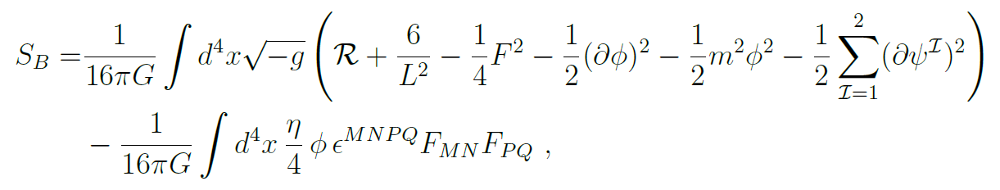 S_B = \frac{1}{16\pi G} \int d^4x \sqrt{-g} \left( \mathcal{R} + \frac{6}{L^2} - \frac{1}{4} F^2 - \frac{1}{2} (\partial\phi)^2 - \frac{1}{2} m^2 \phi^2 - \frac{1}{2} \sum_{\mathcal{I}=1}^{2} (\partial\psi^{\mathcal{I}})^2 \right)
- \frac{1}{16\pi G} \int d^4x \, \frac{\eta}{4} \, \phi \, \epsilon^{MNPQ} F_{MN} F_{PQ} \ ,